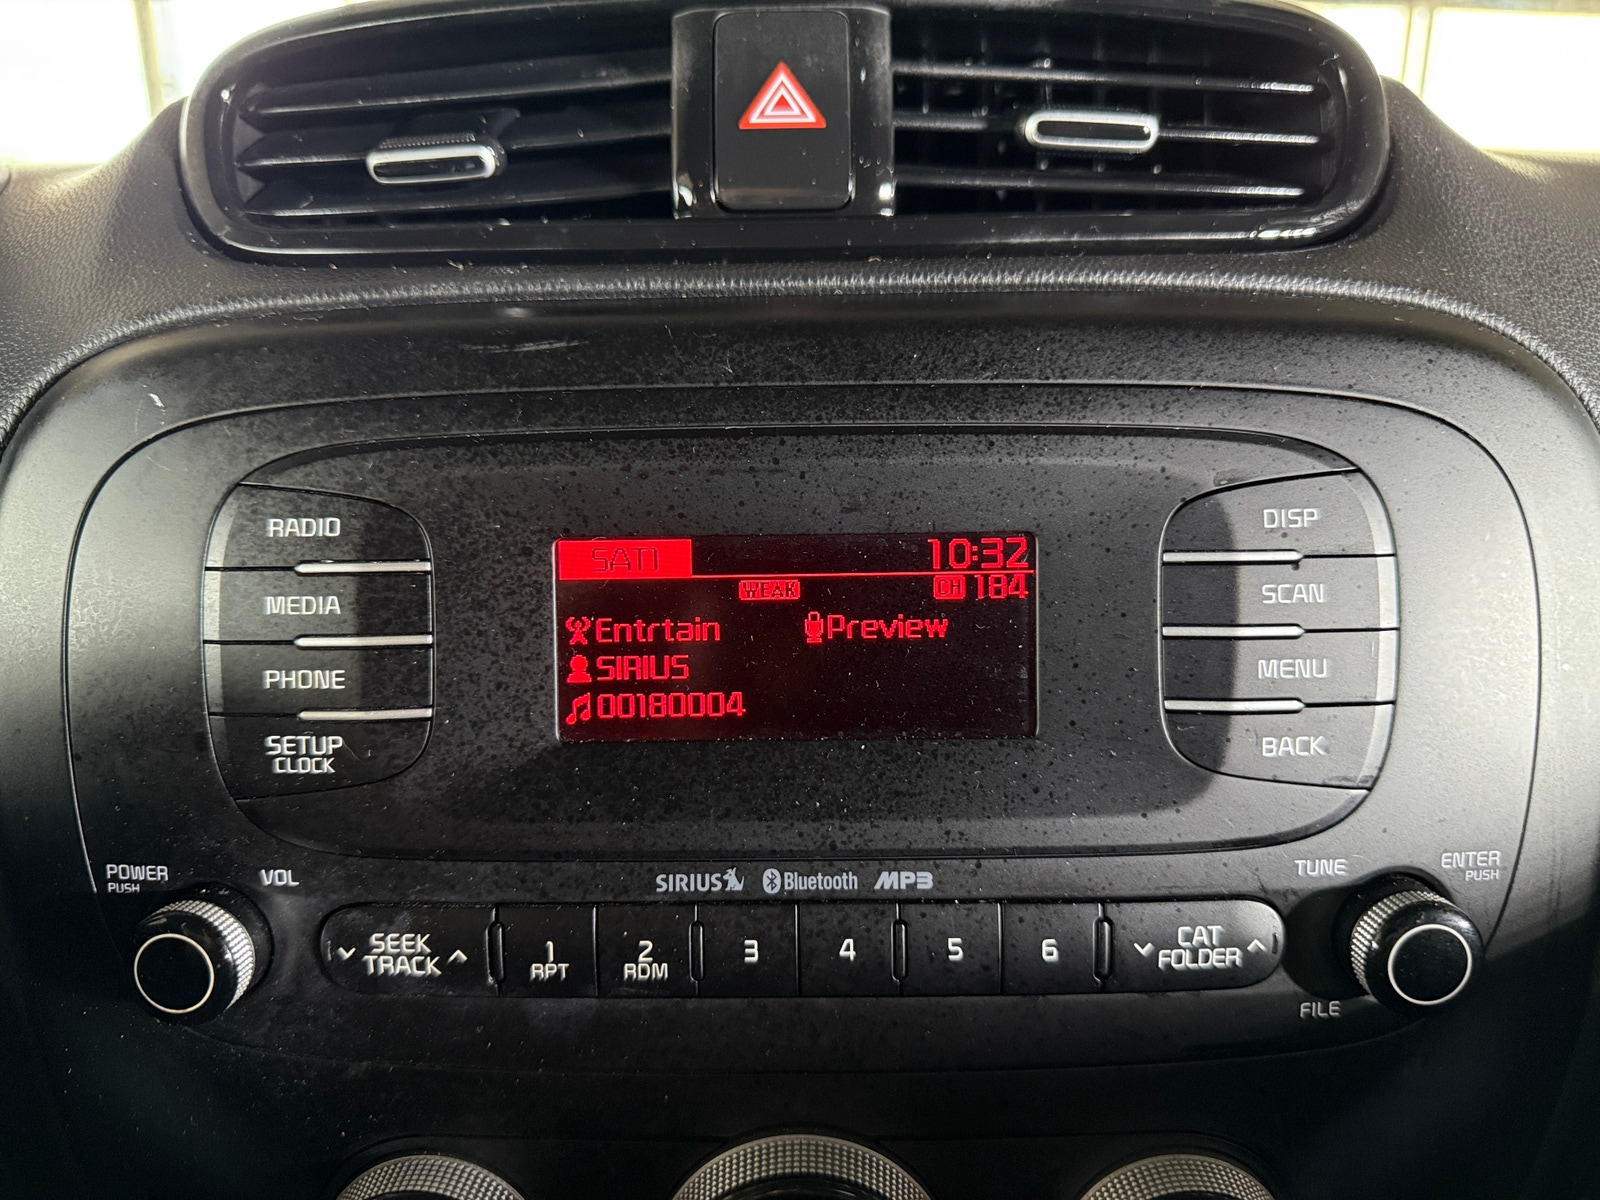 RADIO
MEDIA
PHONE
SETUP
CLOCK
SAT1 10:32
WEAK CH 184
Entrtain Preview
SIRIUS
00180004
DISP
SCAN
MENU
BACK
POWER
PUSH
VOL
SIRIUS Bluetooth MP3
TUNE
ENTER
PUSH
SEEK
TRACK
1
RPT
2
RDM
3
4
5
6
CAT
FOLDER
FILE